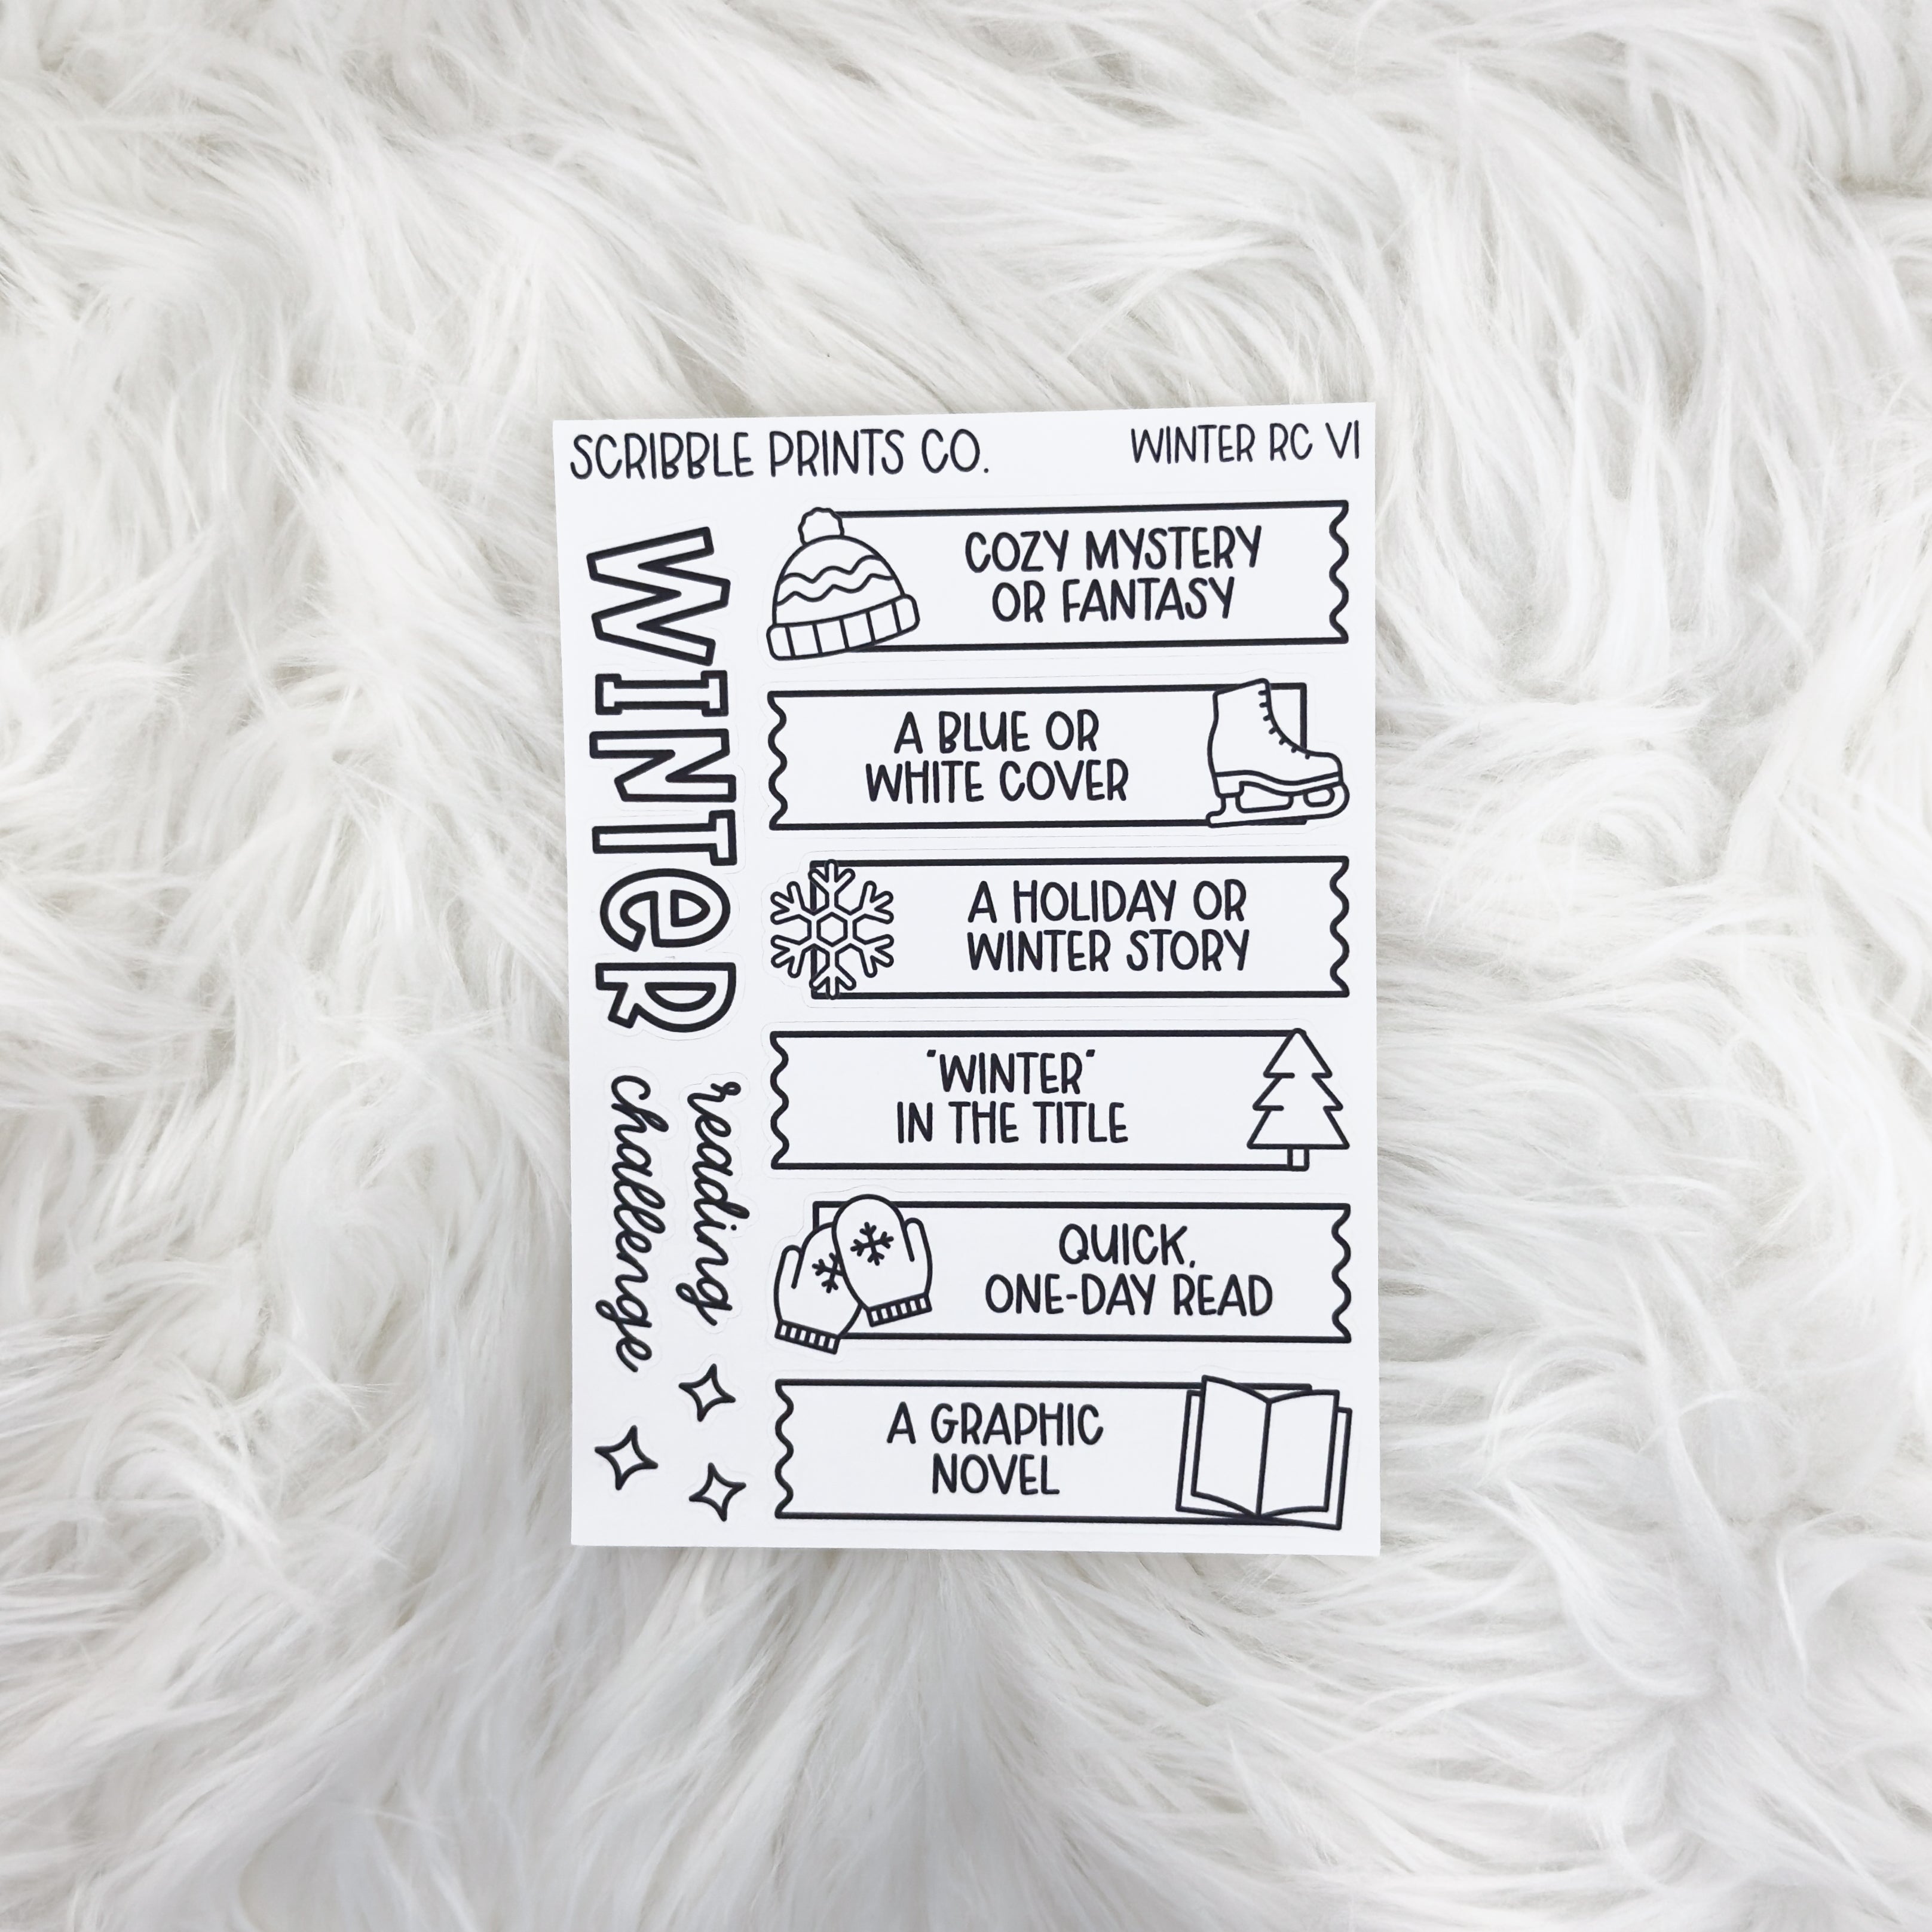 SCRIBBLE PRINTS CO.
WINTER RC V1
WINTeR
reading
challenge
COZY MYSTERY
OR FANTASY
A BLUE OR
WHITE COVER
A HOLIDAY OR
WINTER STORY
"WINTER"
IN THE TITLE
QUICK,
ONE-DAY READ
A GRAPHIC
NOVEL